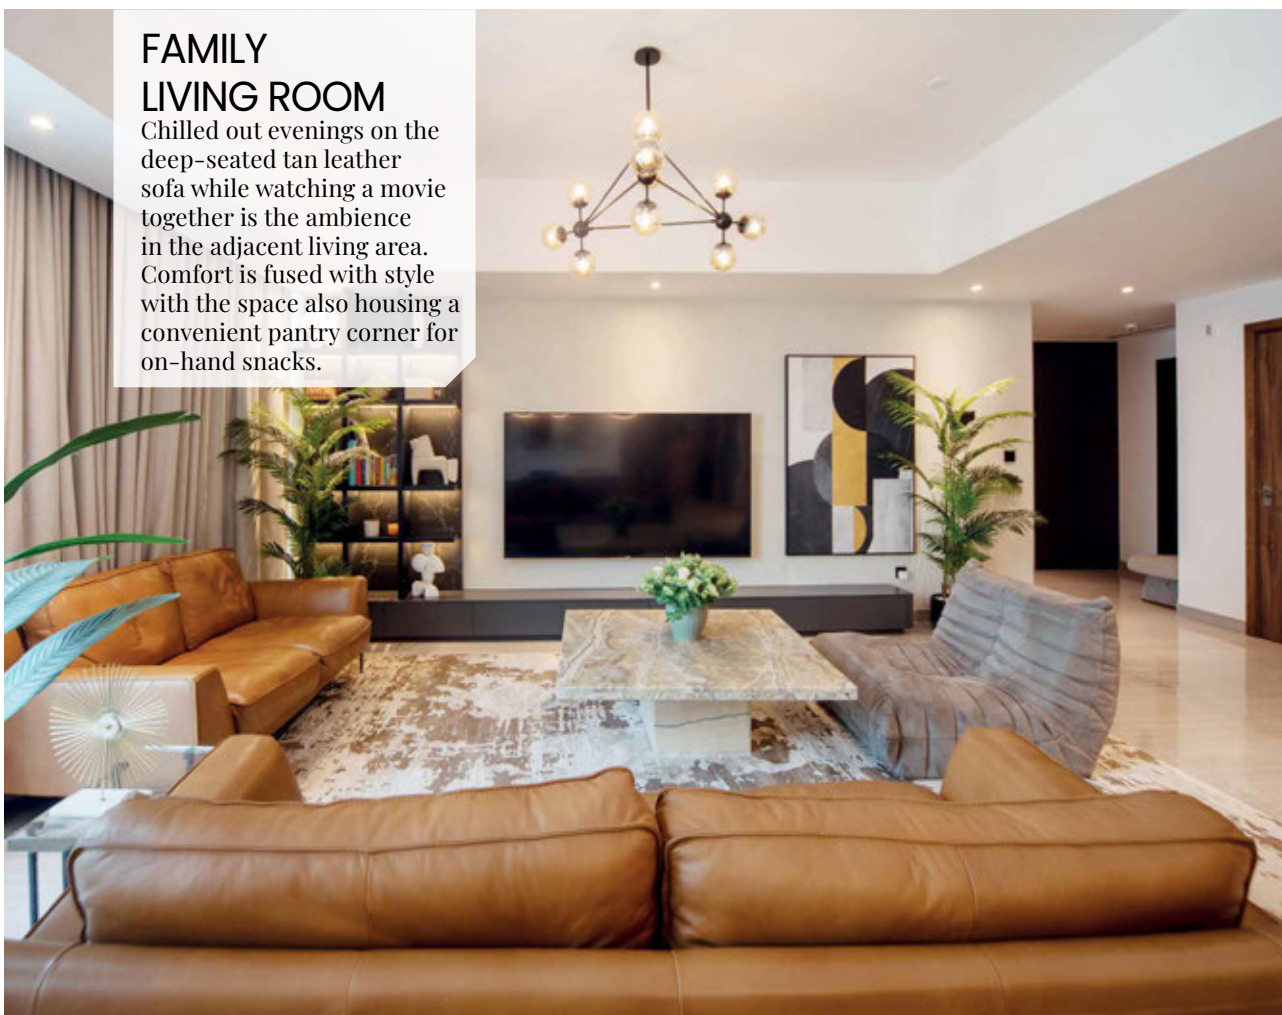 FAMILY
LIVING ROOM
Chilled out evenings on the
deep-seated tan leather
sofa while watching a movie
together is the ambience
in the adjacent living area.
Comfort is fused with style
with the space also housing a
convenient pantry corner for
on-hand snacks.